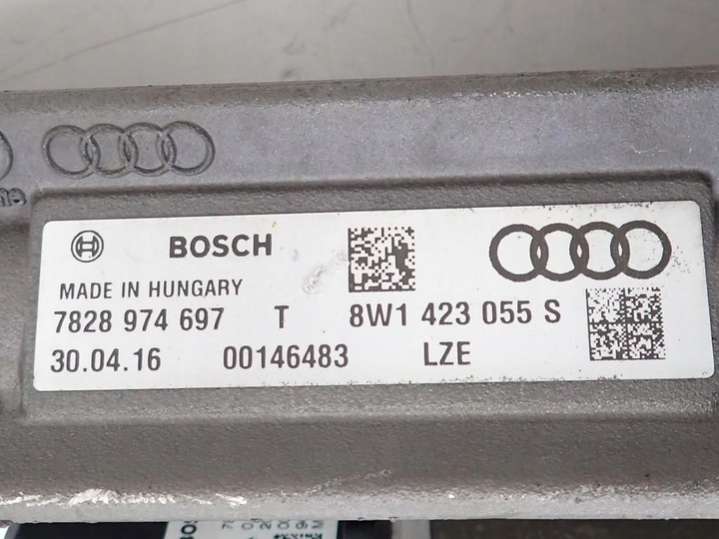 BOSCH
MADE IN HUNGARY
7828 974 697 T 8W1 423 055 S
30.04.16 00146483 LZE